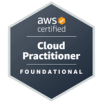 aws
certified
Cloud
Practitioner
FOUNDATIONAL